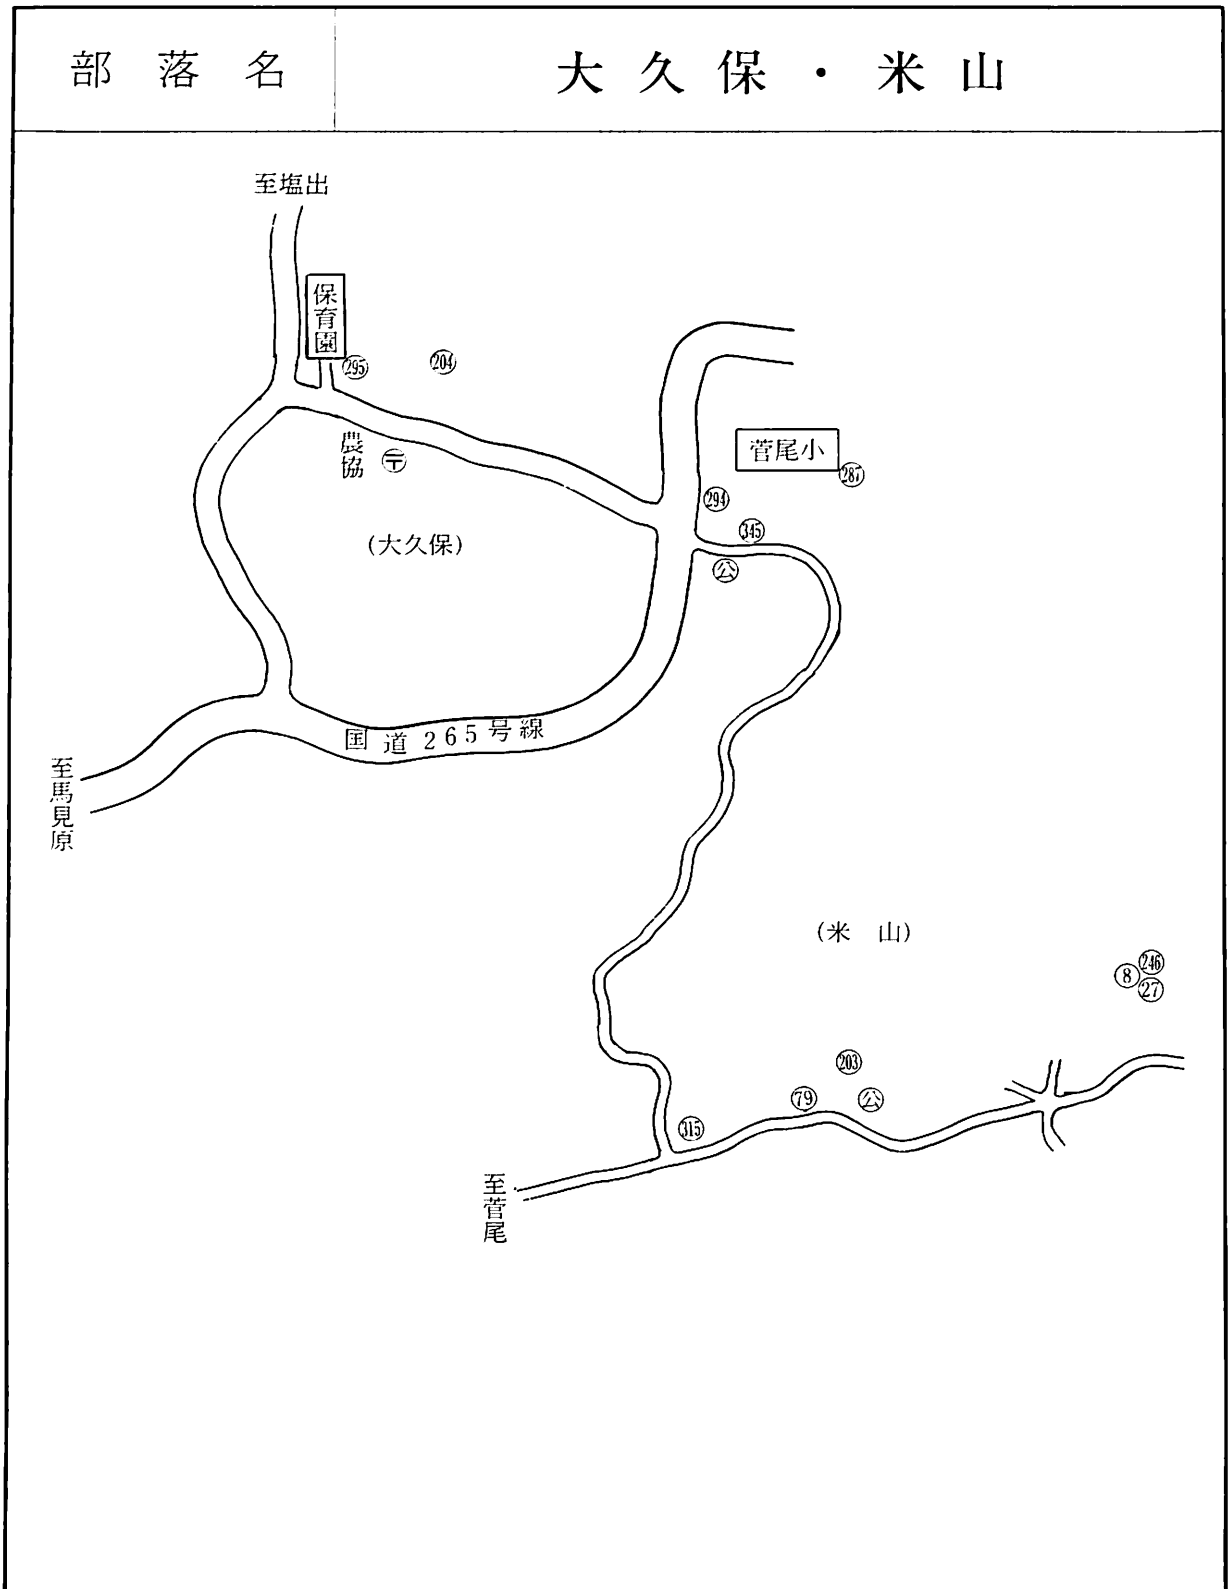 部落名
大久保・米山
至塩出
保育園
295
204
農協
〒
菅尾小
287
294
345
公
(大久保)
国道265号線
至馬見原
(米山)
246
8
27
203
79
公
315
至菅尾